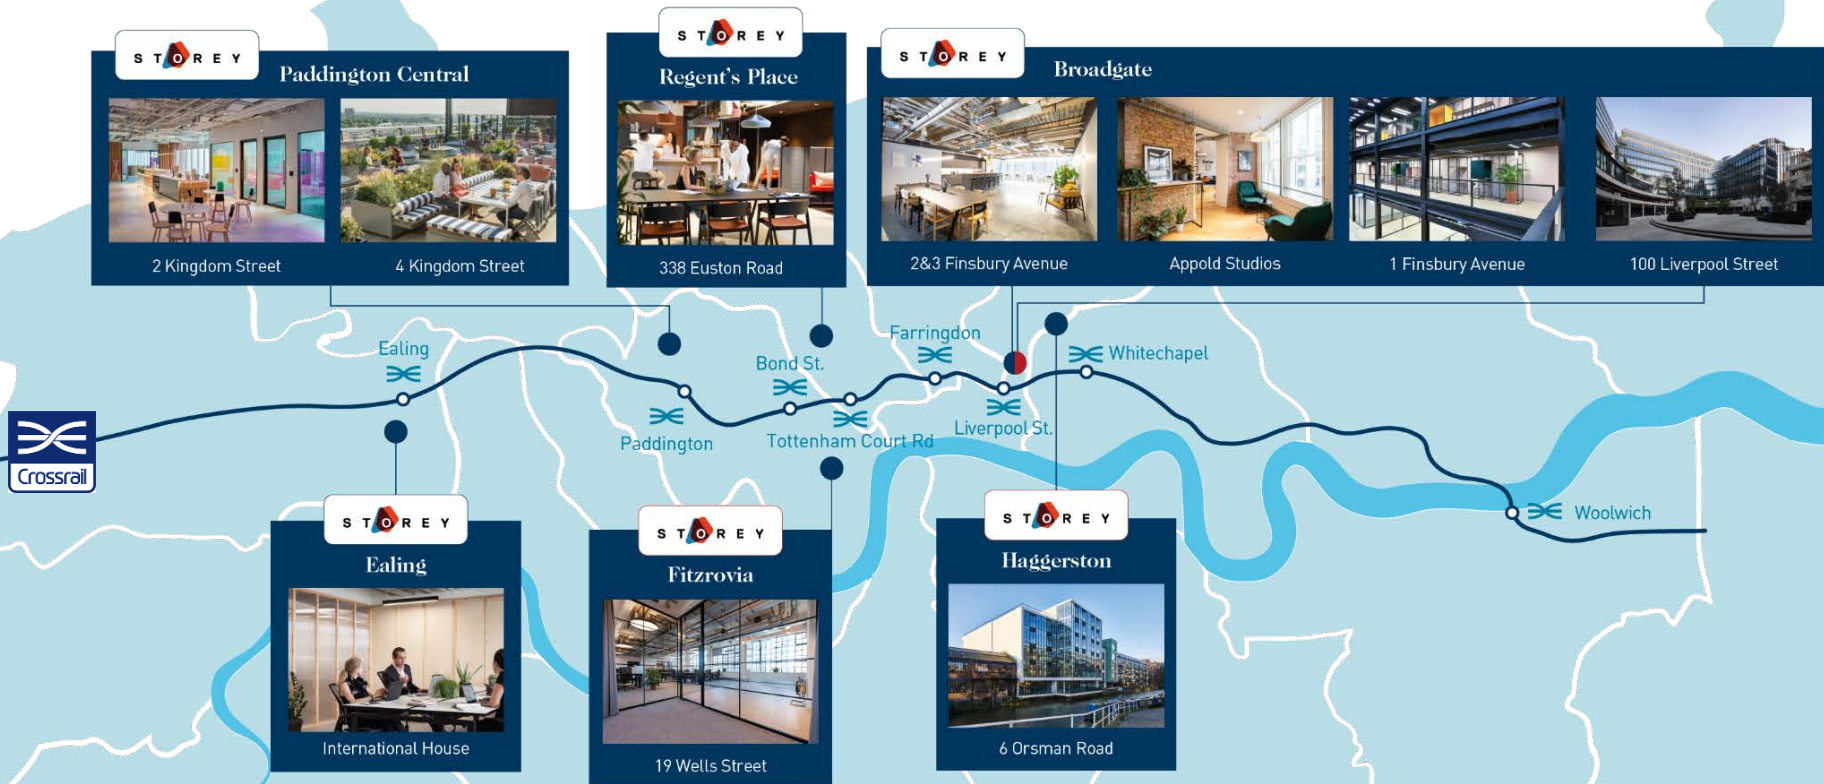 STOREY
Paddington Central
2 Kingdom Street
4 Kingdom Street
STOREY
Regent's Place
338 Euston Road
STOREY
Broadgate
2&3 Finsbury Avenue
Appold Studios
1 Finsbury Avenue
100 Liverpool Street
Ealing
Paddington
Bond St.
Tottenham Court Rd
Farringdon
Liverpool St.
Whitechapel
Woolwich
Crossrail
STOREY
Ealing
International House
STOREY
Fitzrovia
19 Wells Street
STOREY
Haggerston
6 Orsman Road